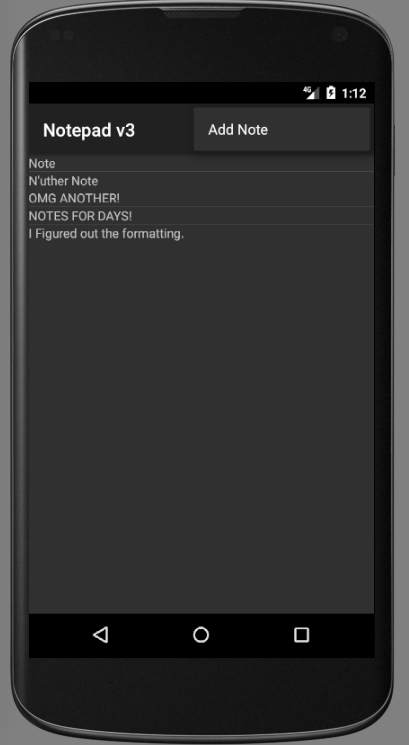 4G 1:12
Notepad v3 Add Note
Note
N'uther Note
OMG ANOTHER!
NOTES FOR DAYS!
I Figured out the formatting.